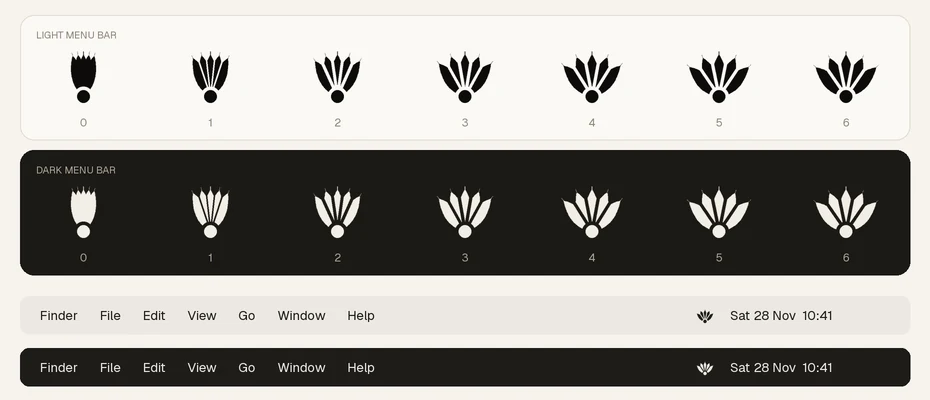 LIGHT MENU BAR
0 1 2 3 4 5 6
DARK MENU BAR
0 1 2 3 4 5 6
Finder File Edit View Go Window Help Sat 28 Nov 10:41
Finder File Edit View Go Window Help Sat 28 Nov 10:41